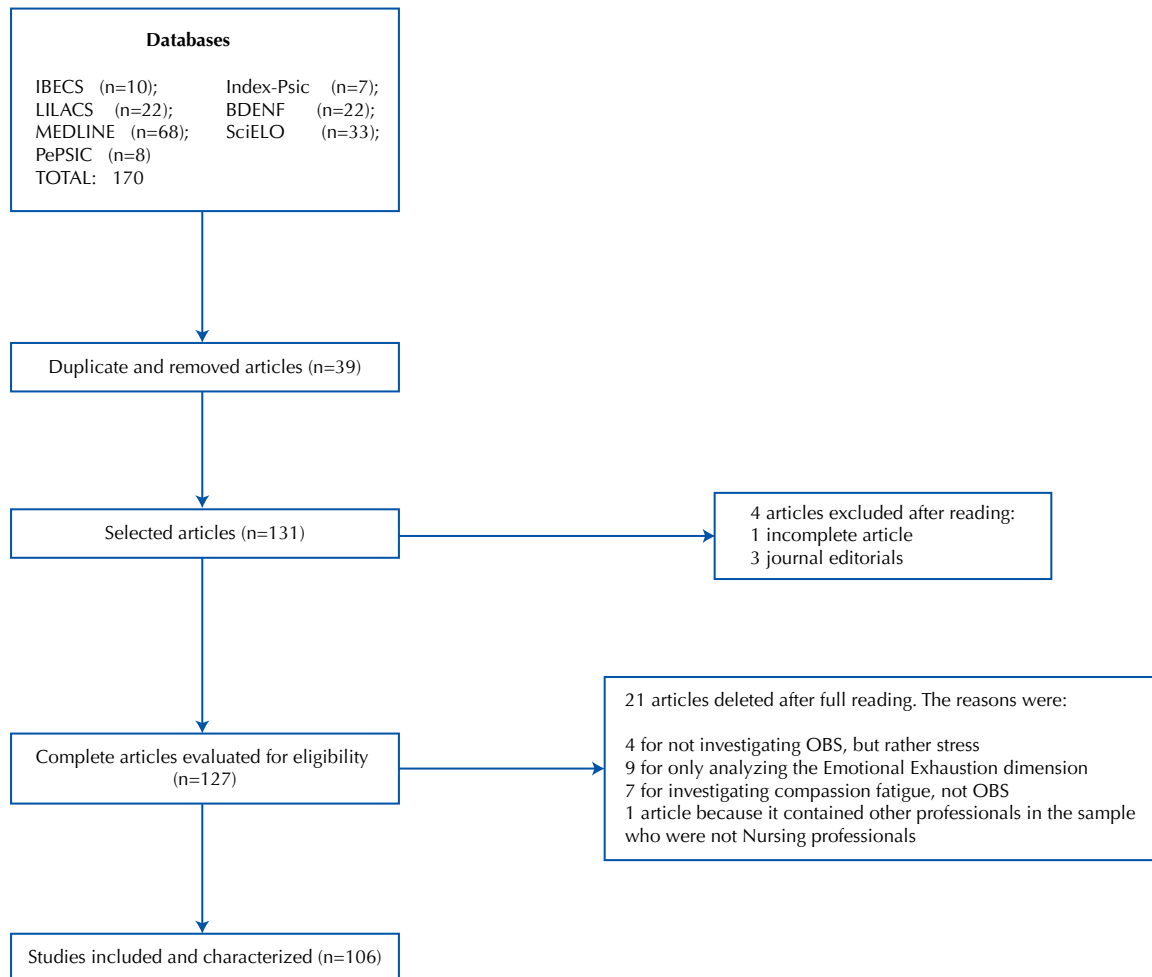 Databases
IBECS (n=10); Index-Psic (n=7);
LILACS (n=22); BDENF (n=22);
MEDLINE (n=68); SciELO (n=33);
PePSIC (n=8)
TOTAL: 170
Duplicate and removed articles (n=39)
Selected articles (n=131)
4 articles excluded after reading:
1 incomplete article
3 journal editorials
Complete articles evaluated for eligibility
(n=127)
21 articles deleted after full reading. The reasons were:
4 for not investigating OBS, but rather stress
9 for only analyzing the Emotional Exhaustion dimension
7 for investigating compassion fatigue, not OBS
1 article because it contained other professionals in the sample
who were not Nursing professionals
Studies included and characterized (n=106)